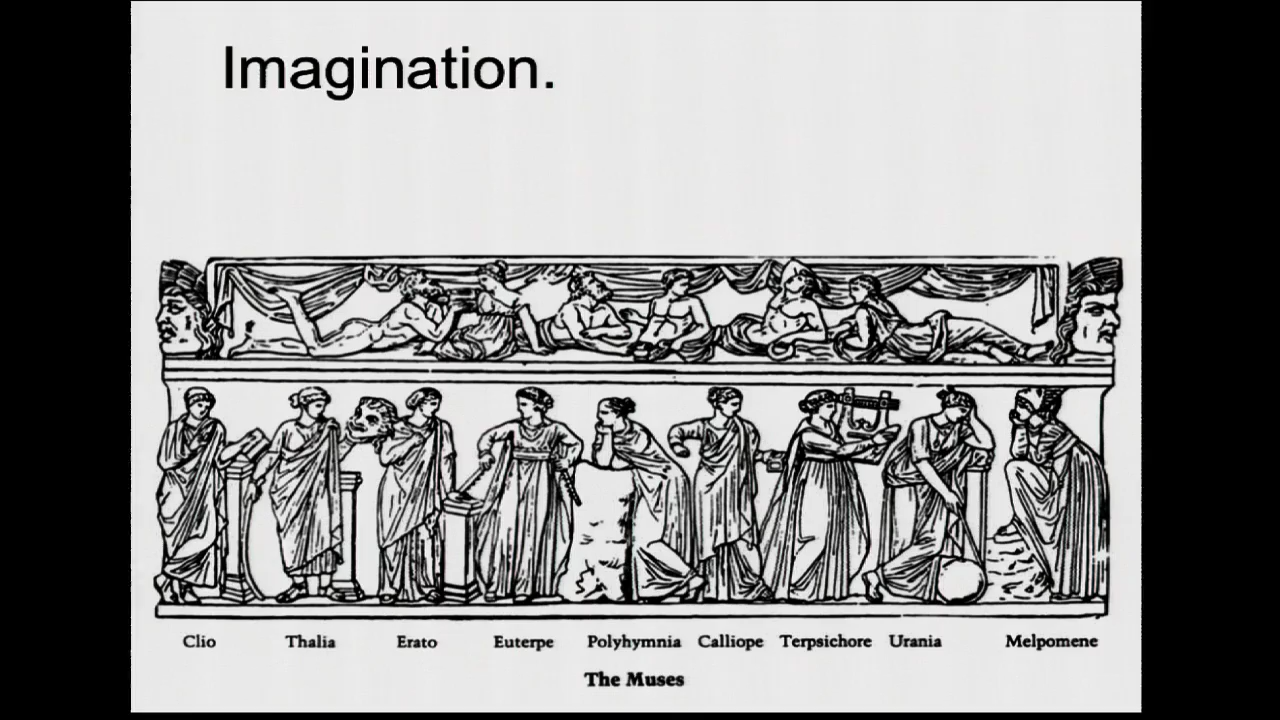 Imagination.
Clio Thalia Erato Euterpe Polyhymnia Calliope Terpsichore Urania Melpomene
The Muses